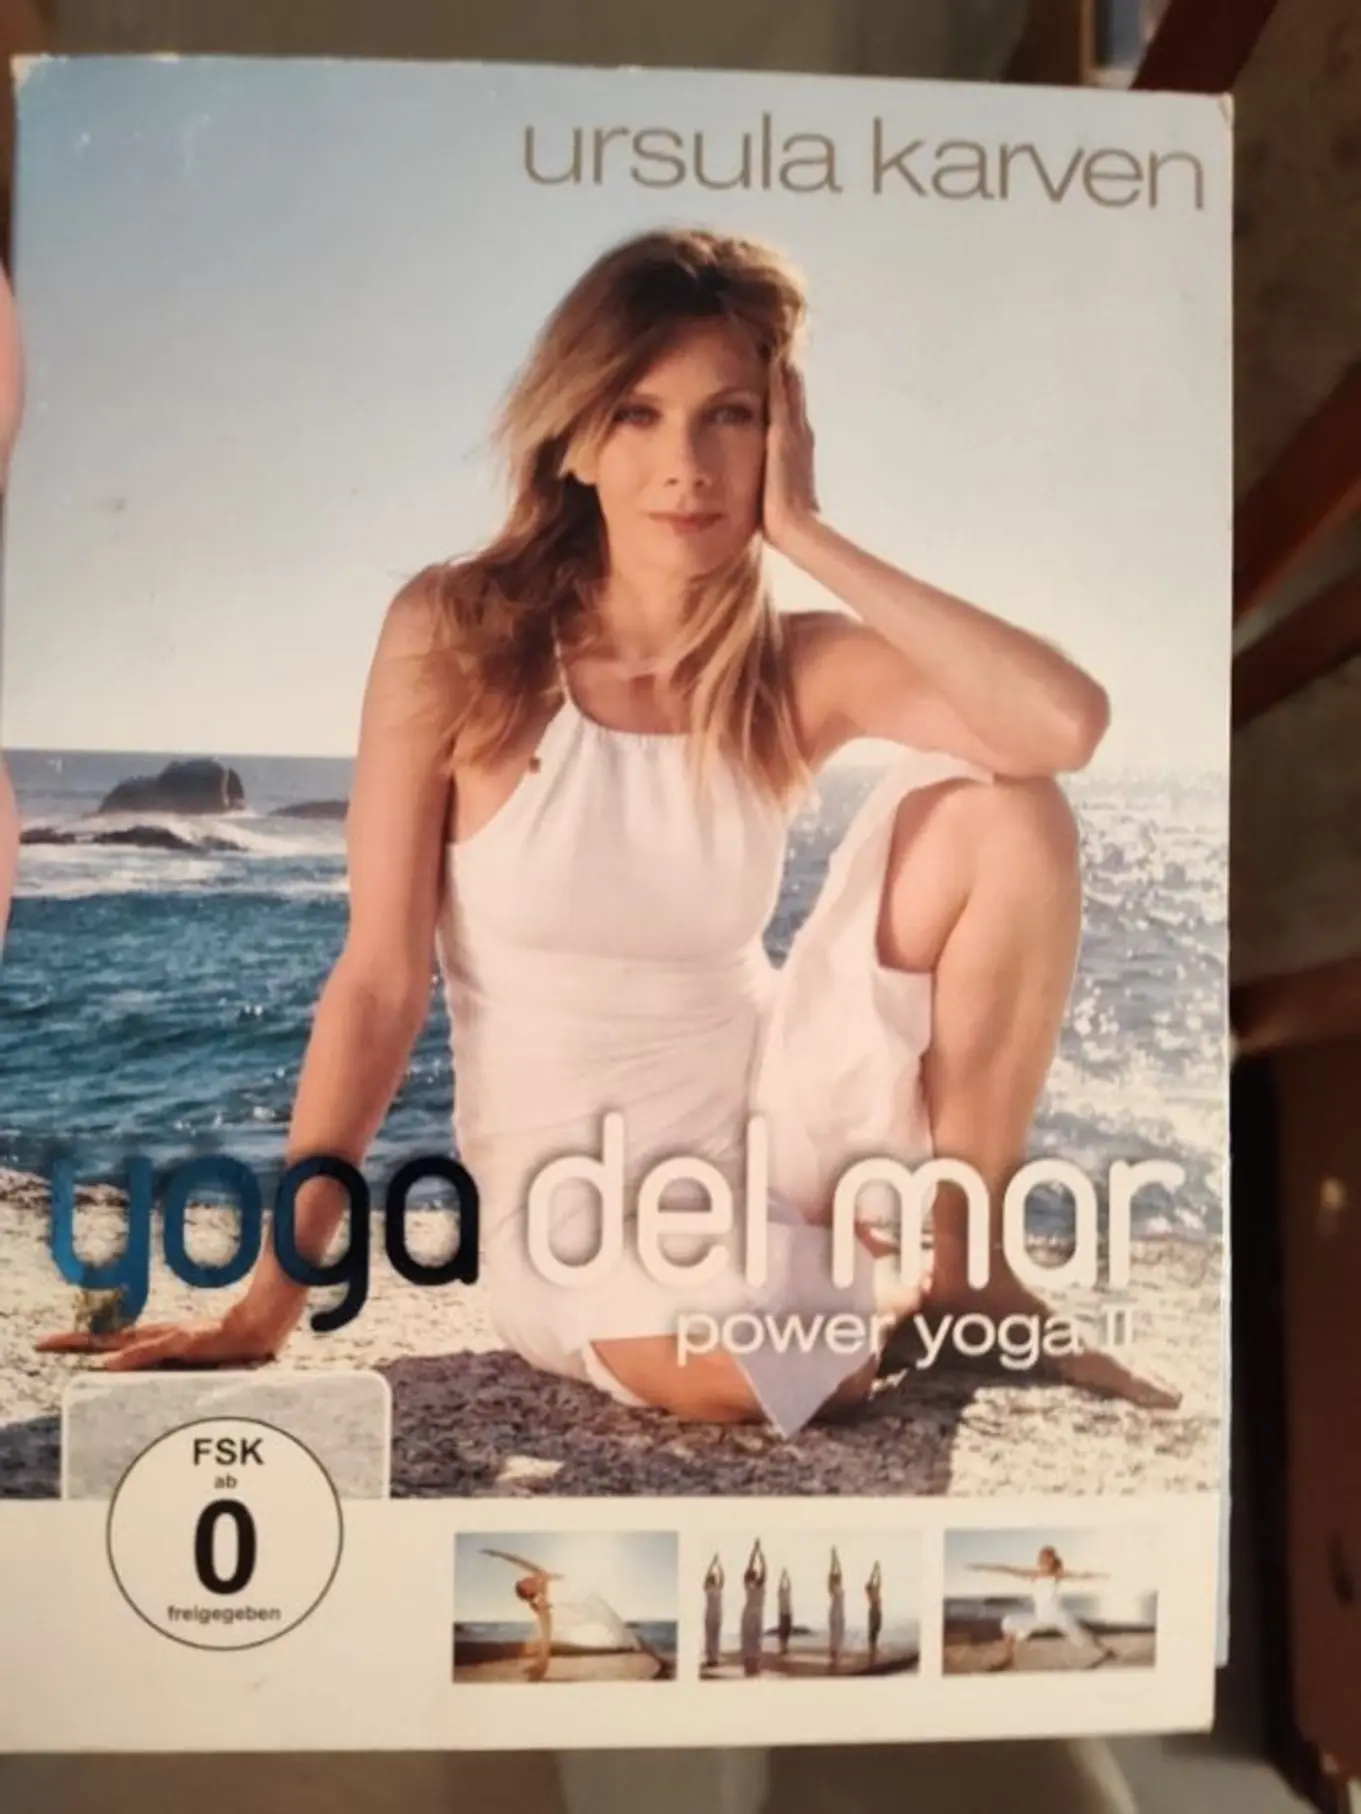 ursula karven
yoga del mar
power yoga II
FSK
ab
0
freigegeben